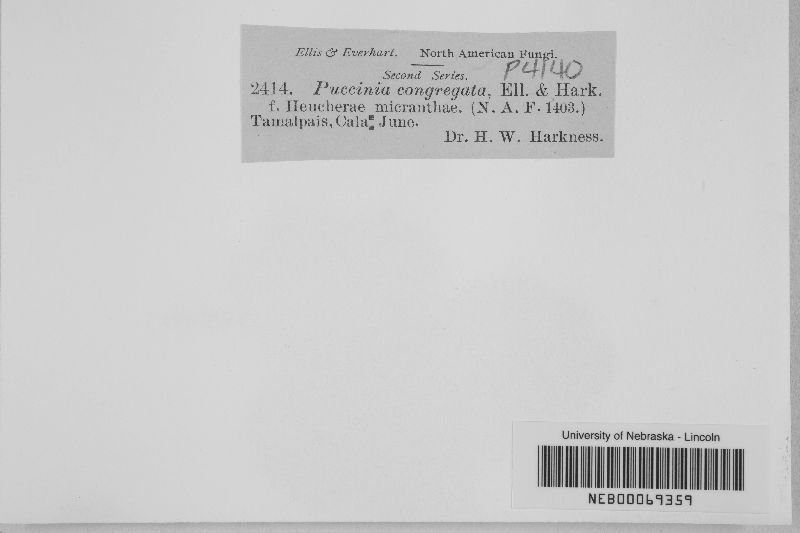 Ellis & Everhart. North American Fungi.
Second Series. P4140
2414. Puccinia congregata, Ell. & Hark.
f. Heucherae micranthae. (N. A. F. 1403.)
Tamalpais, Cala. June.
Dr. H. W. Harkness.
University of Nebraska - Lincoln
NEB00069359